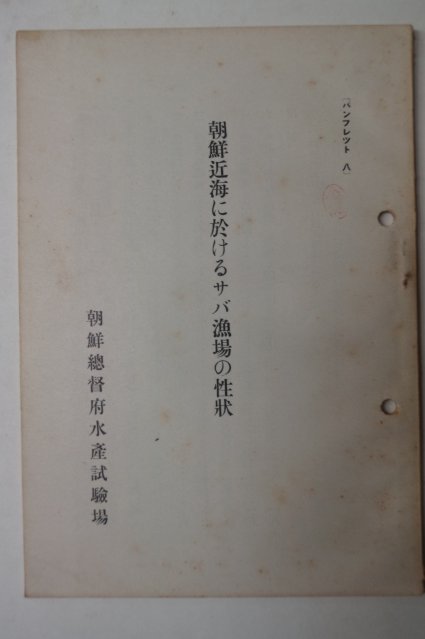 「パンフレツト 八」
朝鮮近海に於けるサバ漁場の性狀
朝鮮總督府水產試驗場